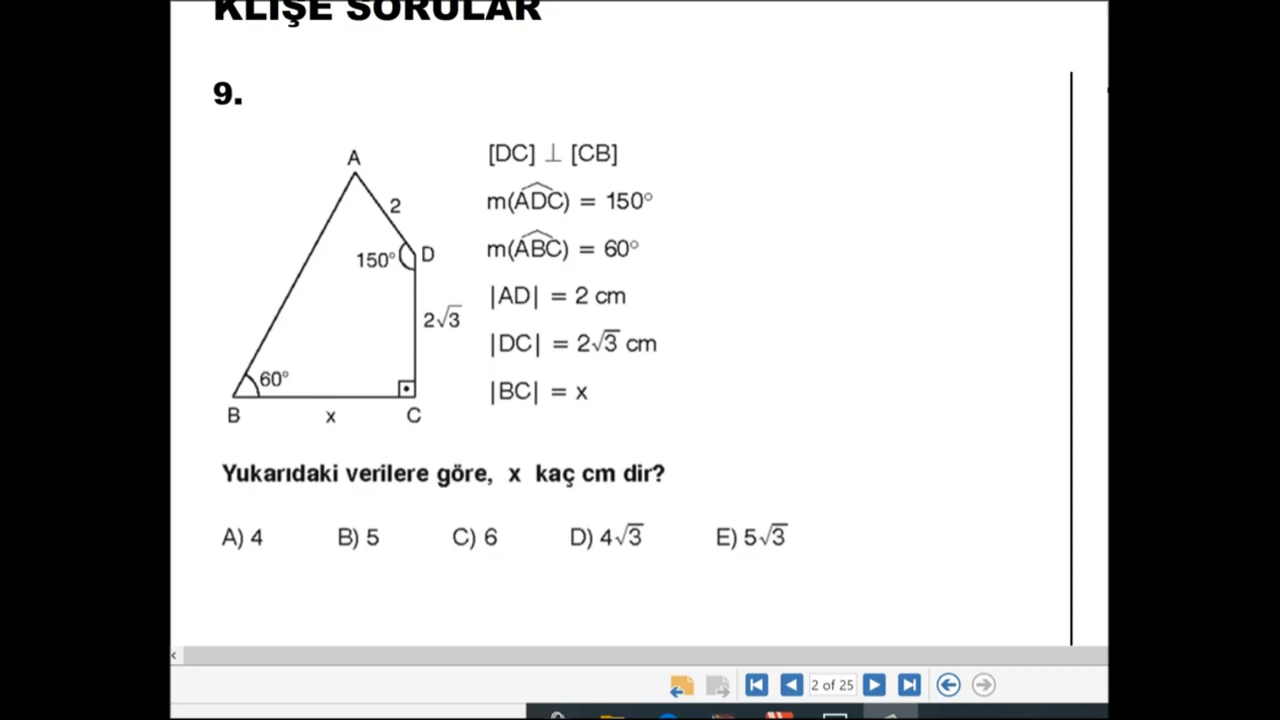 KLİŞE SORULAR
9.
A
2
150°
D
2√3
60°
B
x
C
[DC] ⊥ [CB]
m(ADC) = 150°
m(ABC) = 60°
|AD| = 2 cm
|DC| = 2√3 cm
|BC| = x
Yukarıdaki verilere göre, x kaç cm dir?
A) 4 B) 5 C) 6 D) 4√3 E) 5√3
2 of 25